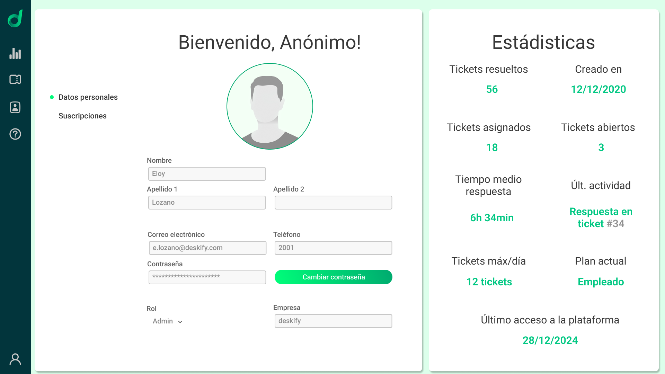 Bienvenido, Anónimo!
Datos personales
Suscripciones
Nombre
Eloy
Apellido 1
Apellido 2
Lozano
Correo electrónico
Teléfono
e.lozano@deskify.com
2001
Contraseña
*********************
Cambiar contraseña
Rol
Empresa
Admin
deskify
Estádisticas
Tickets resueltos
Creado en
56
12/12/2020
Tickets asignados
Tickets abiertos
18
3
Tiempo medio
respuesta
Últ. actividad
6h 34min
Respuesta en
ticket #34
Tickets máx/día
Plan actual
12 tickets
Empleado
Último acceso a la plataforma
28/12/2024